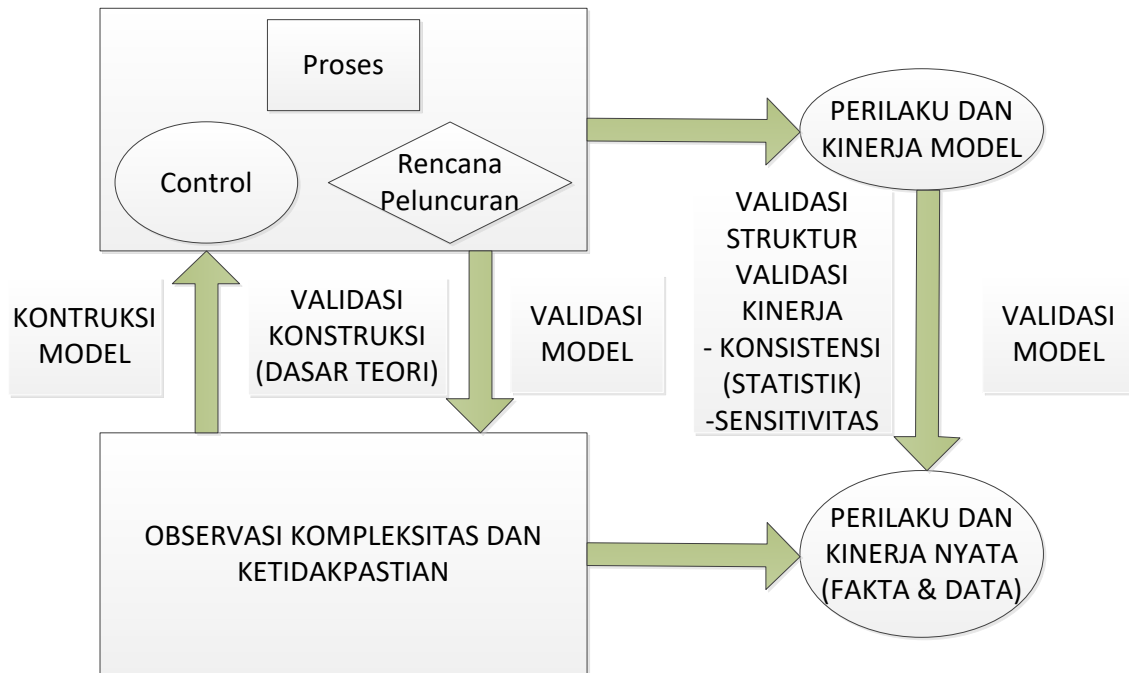 Proses
Control
Rencana
Peluncuran
PERILAKU DAN
KINERJA MODEL
KONTRUKSI
MODEL
VALIDASI
KONSTRUKSI
(DASAR TEORI)
VALIDASI
MODEL
VALIDASI
STRUKTUR
VALIDASI
KINERJA
- KONSISTENSI
(STATISTIK)
-SENSITIVITAS
VALIDASI
MODEL
OBSERVASI KOMPLEKSITAS DAN
KETIDAKPASTIAN
PERILAKU DAN
KINERJA NYATA
(FAKTA & DATA)